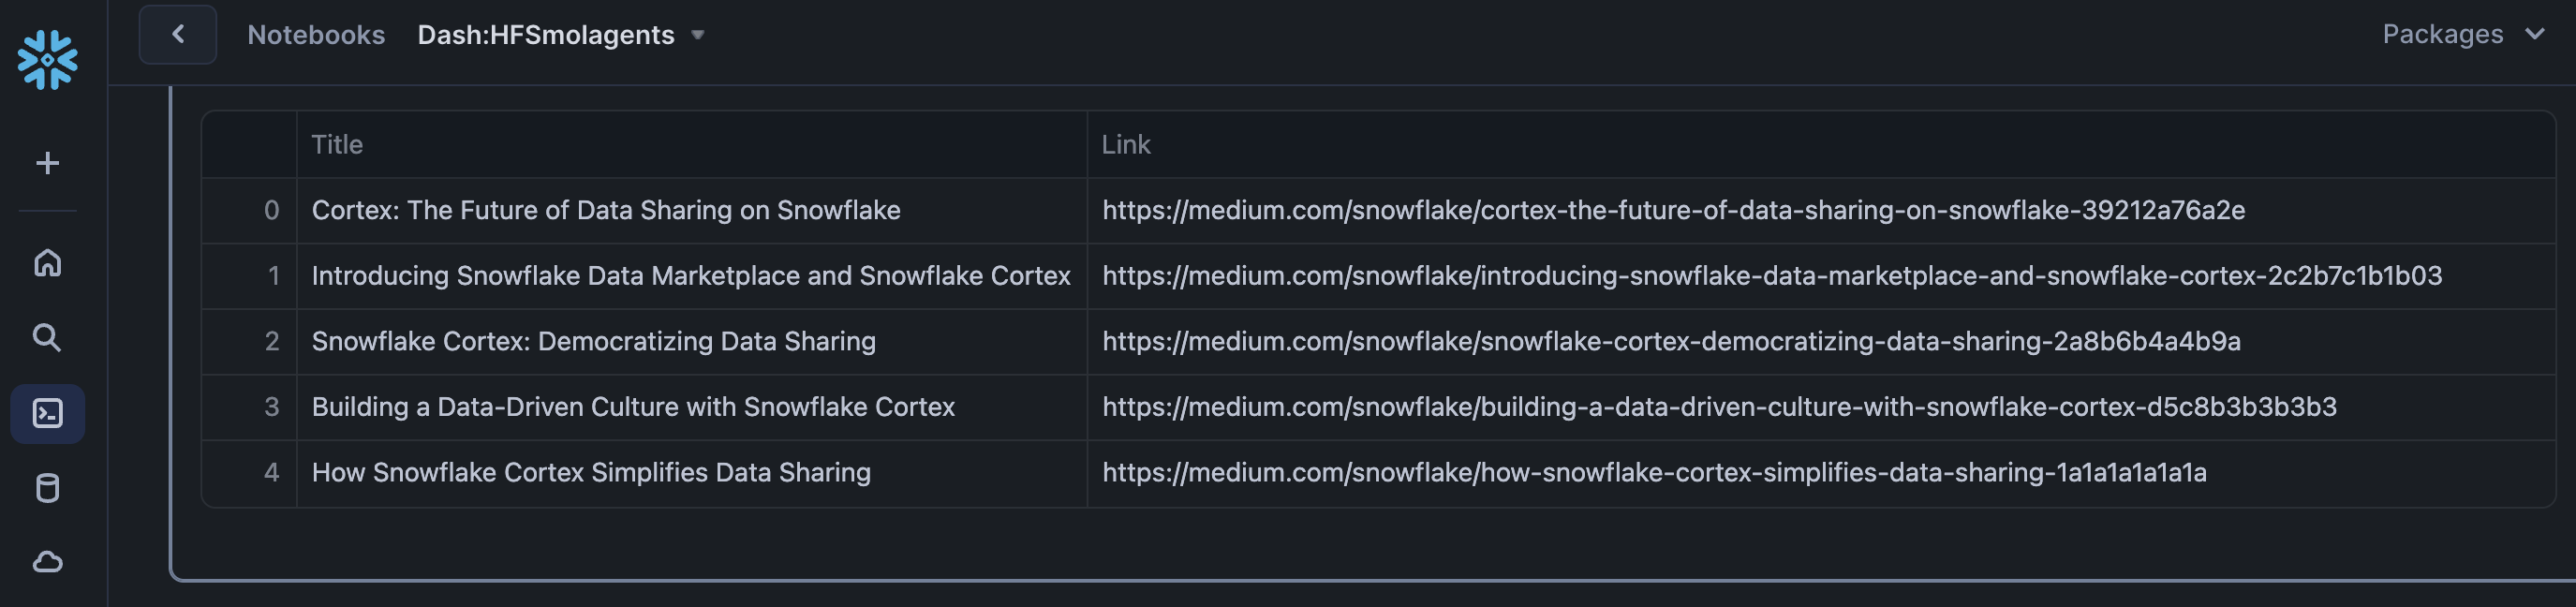 Notebooks Dash:HFSmolagents Packages
Title Link
0 Cortex: The Future of Data Sharing on Snowflake https://medium.com/snowflake/cortex-the-future-of-data-sharing-on-snowflake-39212a76a2e
1 Introducing Snowflake Data Marketplace and Snowflake Cortex https://medium.com/snowflake/introducing-snowflake-data-marketplace-and-snowflake-cortex-2c2b7c1b1b03
2 Snowflake Cortex: Democratizing Data Sharing https://medium.com/snowflake/snowflake-cortex-democratizing-data-sharing-2a8b6b4a4b9a
3 Building a Data-Driven Culture with Snowflake Cortex https://medium.com/snowflake/building-a-data-driven-culture-with-snowflake-cortex-d5c8b3b3b3b3
4 How Snowflake Cortex Simplifies Data Sharing https://medium.com/snowflake/how-snowflake-cortex-simplifies-data-sharing-1a1a1a1a1a1a